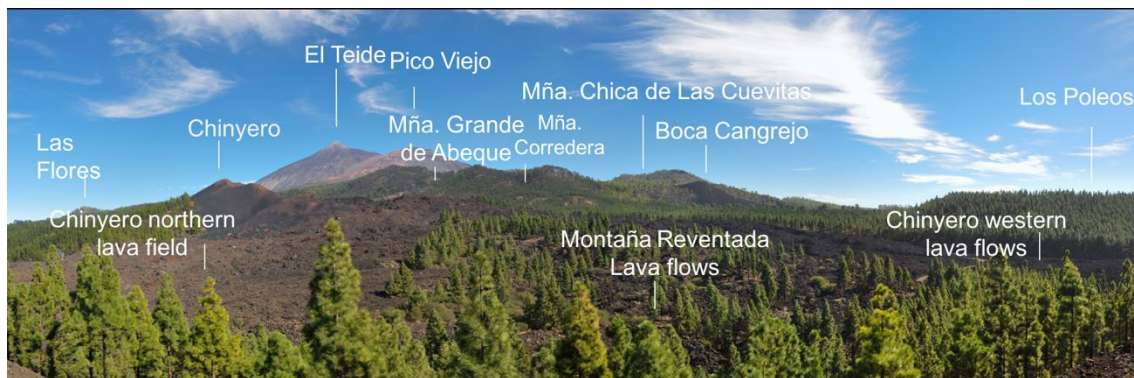 El Teide
Pico Viejo
Mña. Chica de Las Cuevitas
Los Poleos
Chinyero
Mña. Grande
de Abeque
Mña.
Corredera
Boca Cangrejo
Las
Flores
Chinyero northern
lava field
Montaña Reventada
Lava flows
Chinyero western
lava flows